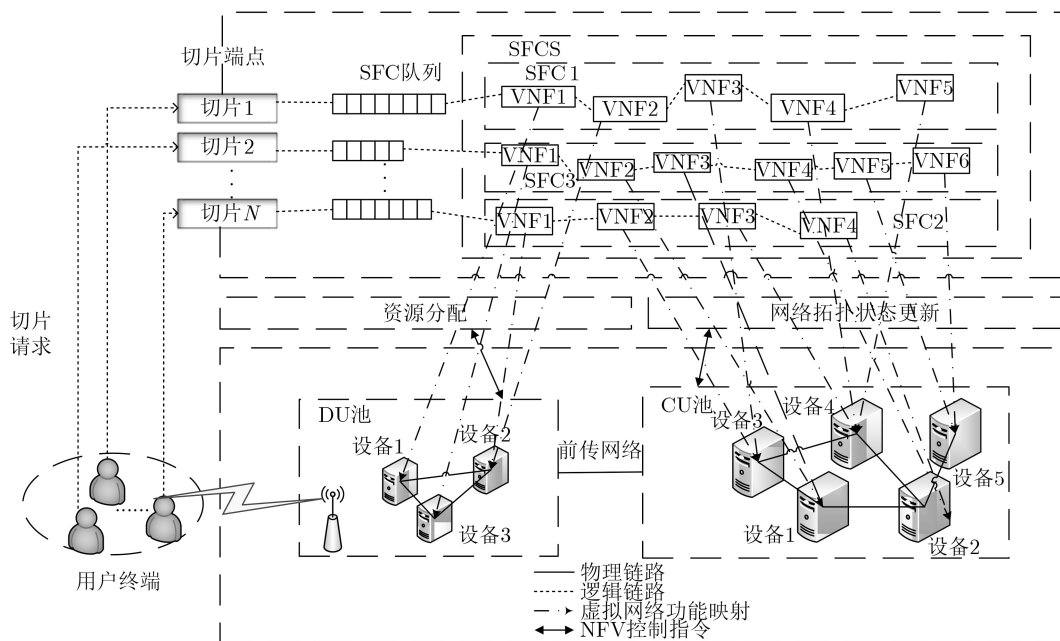 切片端点
SFC队列
SFCS
SFC 1
切片1
VNF1
VNF2
VNF3
VNF4
VNF5
切片2
VNF1
VNF2
VNF3
VNF4
VNF5
VNF6
SFC3
切片N
VNF1
VNF2
VNF3
VNF4
SFC2
切片
请求
资源分配
网络拓扑状态更新
DU池
设备1
设备2
设备3
前传网络
CU池
设备3
设备4
设备5
设备1
设备2
用户终端
物理链路
逻辑链路
虚拟网络功能映射
NFV控制指令